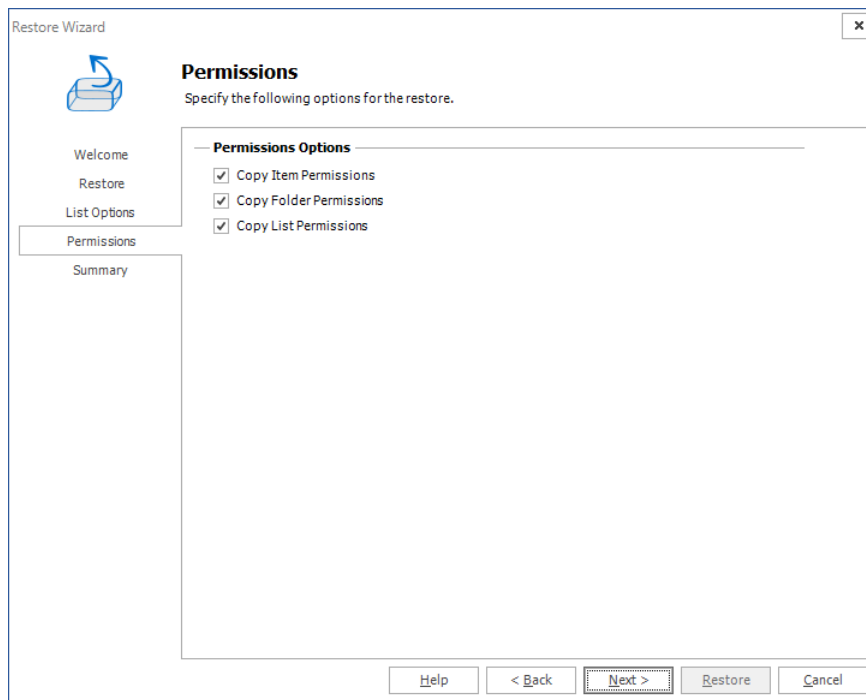 Restore Wizard
Permissions
Specify the following options for the restore.
Welcome
Restore
List Options
Permissions
Summary
Permissions Options
Copy Item Permissions
Copy Folder Permissions
Copy List Permissions
Help
< Back
Next >
Restore
Cancel